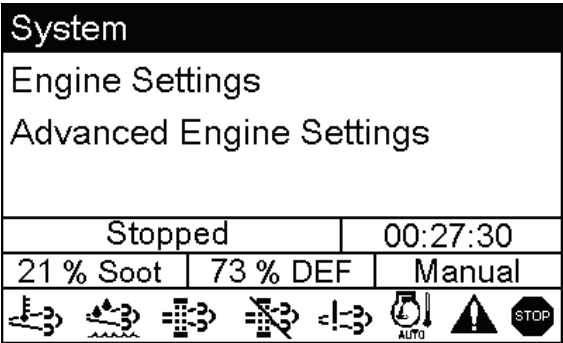 System
Engine Settings
Advanced Engine Settings
Stopped 00:27:30
21 % Soot 73 % DEF Manual
AUTO STOP